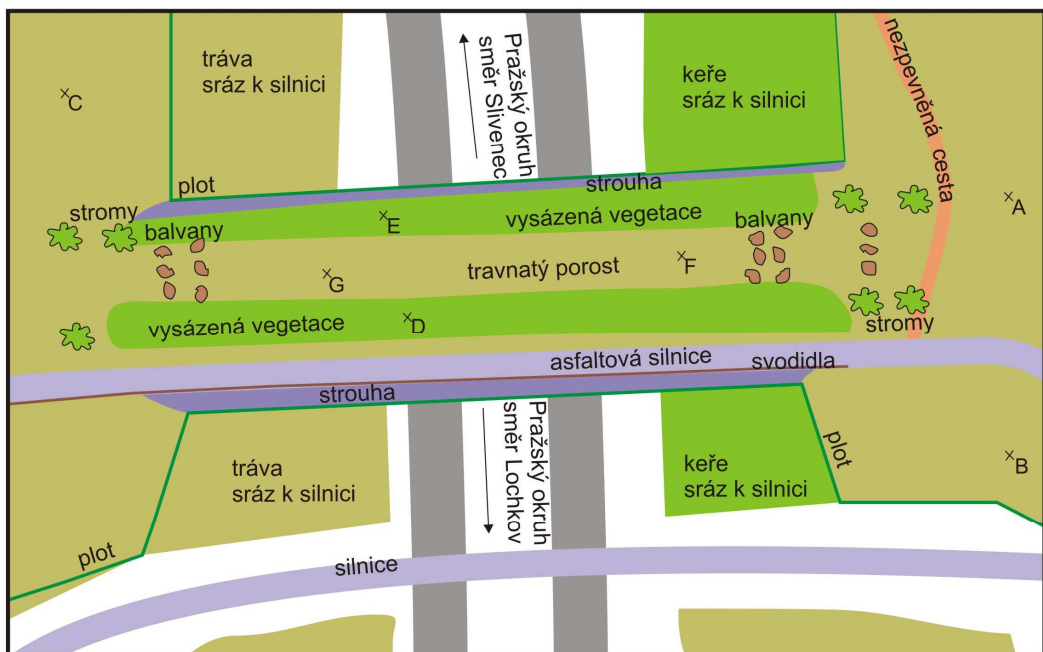 tráva
sráz k silnici
Pražský okruh
směr Slivenec
keře
sráz k silnici
nezpevněná cesta
C
plot
strouha
A
stromy
balvany
E
vysázená vegetace
balvany
G
travnatý porost
F
vysázená vegetace
D
stromy
asfaltová silnice
svodidla
strouha
Pražský okruh
směr Lochkov
tráva
sráz k silnici
keře
sráz k silnici
plot
B
plot
silnice